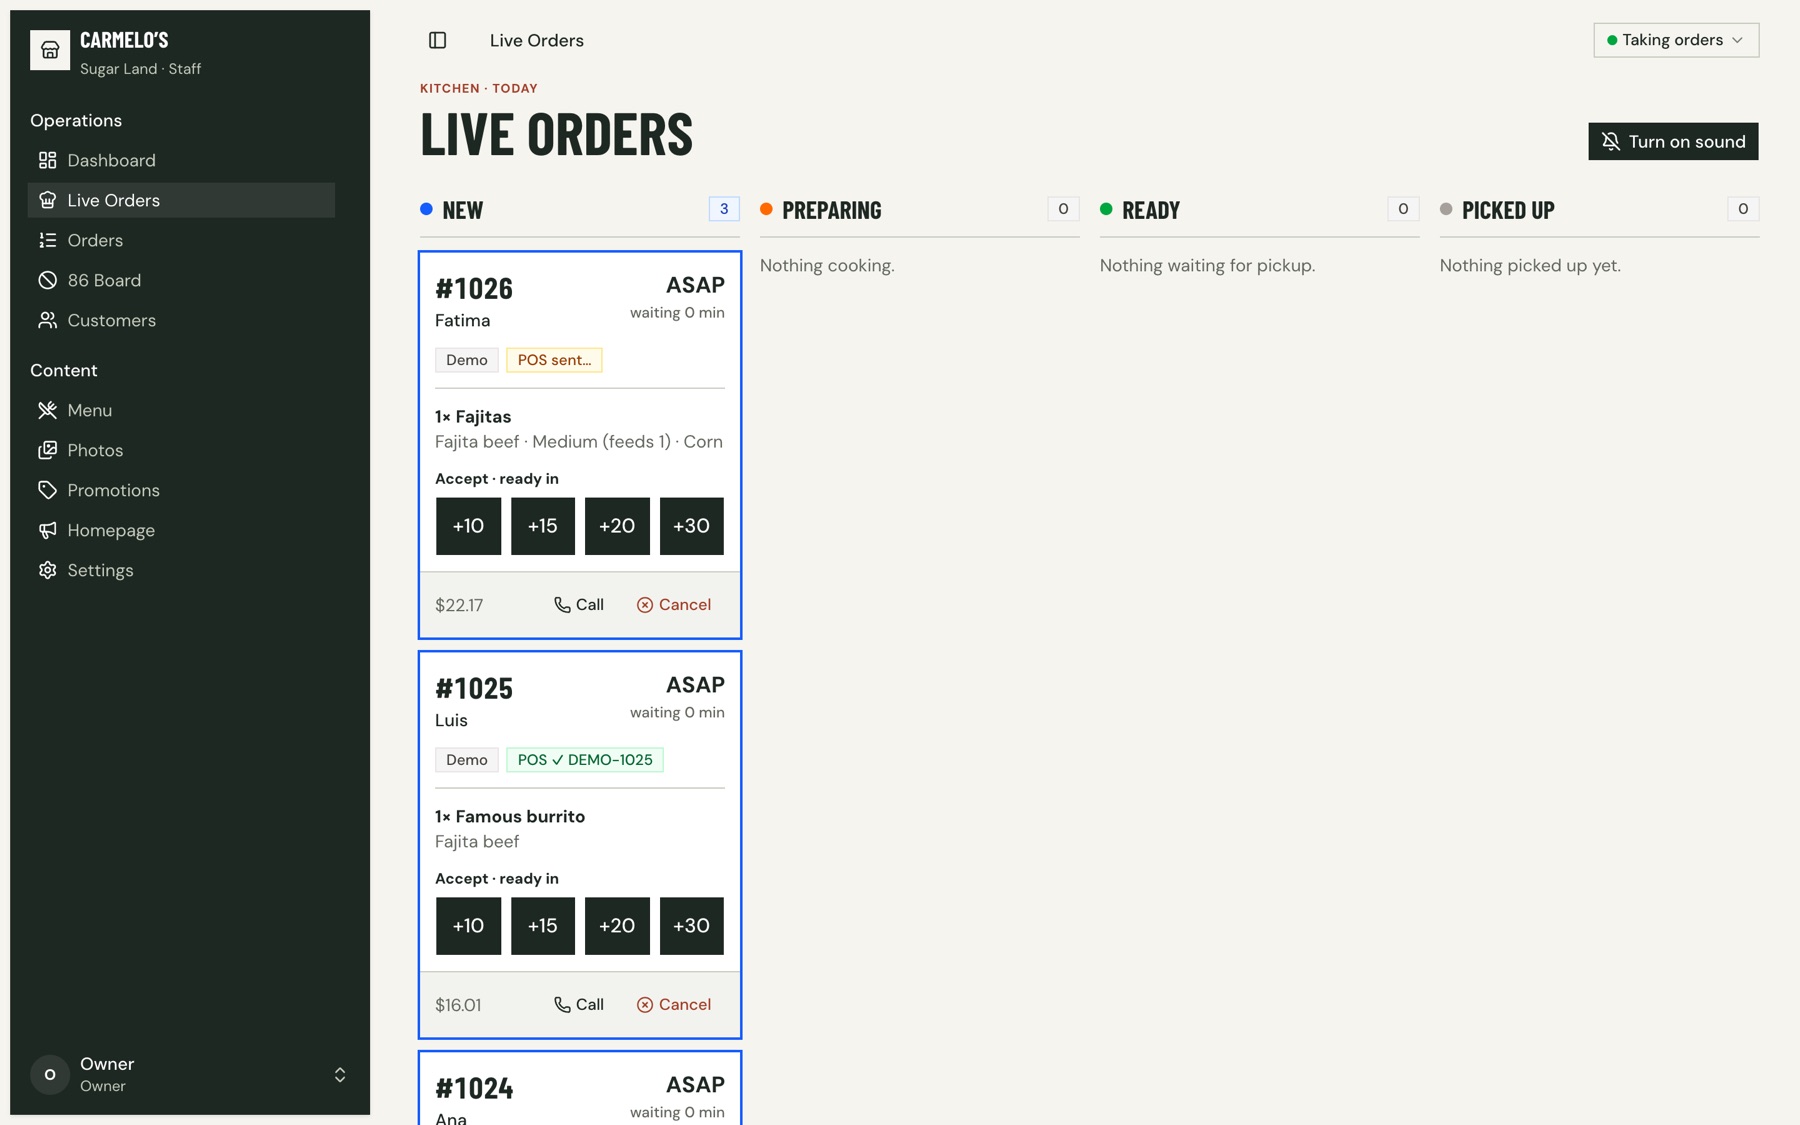 CARMELO'S
Sugar Land · Staff
Operations
Dashboard
Live Orders
Orders
86 Board
Customers
Content
Menu
Photos
Promotions
Homepage
Settings
O
Owner
Owner
Live Orders
Taking orders
KITCHEN · TODAY
LIVE ORDERS
Turn on sound
NEW
3
#1026
ASAP
Fatima
waiting 0 min
Demo
POS sent…
1× Fajitas
Fajita beef · Medium (feeds 1) · Corn
Accept · ready in
+10 +15 +20 +30
$22.17
Call
Cancel
#1025
ASAP
Luis
waiting 0 min
Demo
POS ✓ DEMO-1025
1× Famous burrito
Fajita beef
Accept · ready in
+10 +15 +20 +30
$16.01
Call
Cancel
#1024
ASAP
Ana
waiting 0 min
PREPARING
0
Nothing cooking.
READY
0
Nothing waiting for pickup.
PICKED UP
0
Nothing picked up yet.